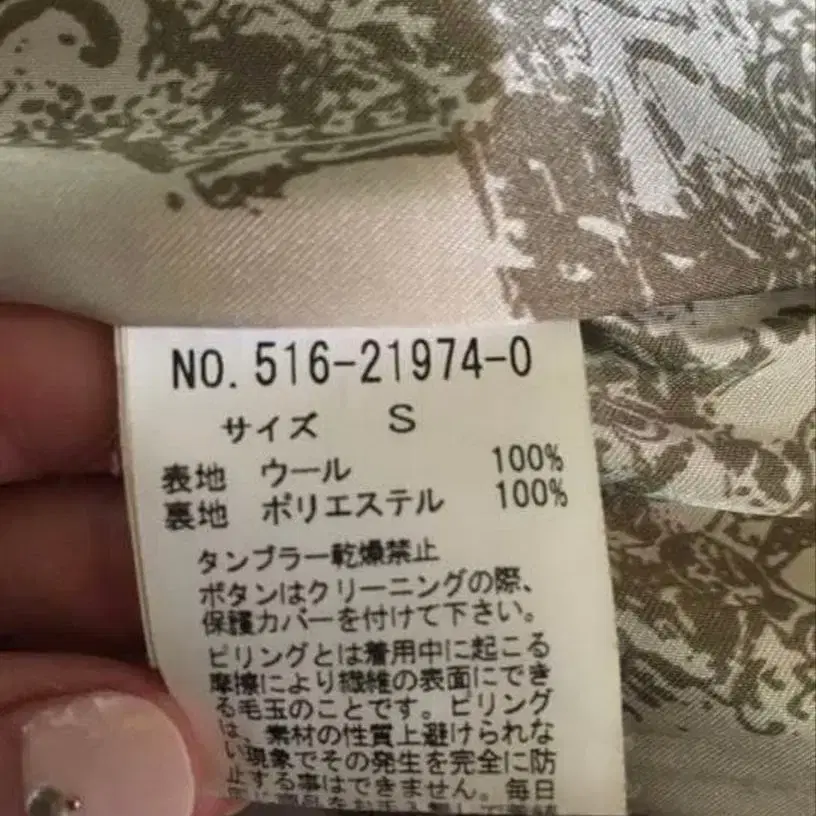 NO. 516-21974-0
サイズ S
表地 ウール 100%
裏地 ポリエステル 100%
タンブラー乾燥禁止
ボタンはクリーニングの際、
保護カバーを付けて下さい。
ピリングとは着用中に起こる
摩擦により繊維の表面にでき
る毛玉のことです。ピリング
は、素材の性質上避けられな
い現象でその発生を完全に防
止する事はできません。毎日